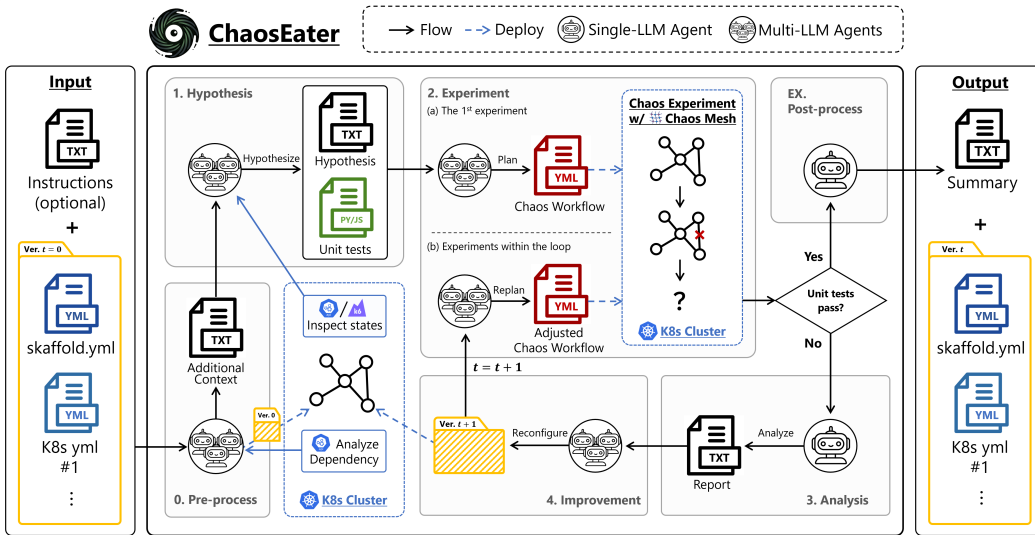 ChaosEater
Flow
Deploy
Single-LLM Agent
Multi-LLM Agents
Input
TXT
Instructions
(optional)
+
Ver. t = 0
YML
skaffold.yml
YML
K8s yml
#1
⋮
1. Hypothesis
Hypothesize
TXT
Hypothesis
PY/JS
Unit tests
TXT
Additional
Context
0. Pre-process
/ k6
Inspect states
Ver. 0
Analyze
Dependency
K8s Cluster
2. Experiment
(a) The 1st experiment
Plan
YML
Chaos Workflow
(b) Experiments within the loop
Replan
YML
Adjusted
Chaos Workflow
Chaos Experiment
w/ Chaos Mesh
?
K8s Cluster
t = t + 1
EX.
Post-process
Yes
Unit tests
pass?
No
Analyze
TXT
Report
3. Analysis
Reconfigure
Ver. t + 1
4. Improvement
Output
TXT
Summary
+
Ver. t
YML
skaffold.yml
YML
K8s yml
#1
⋮